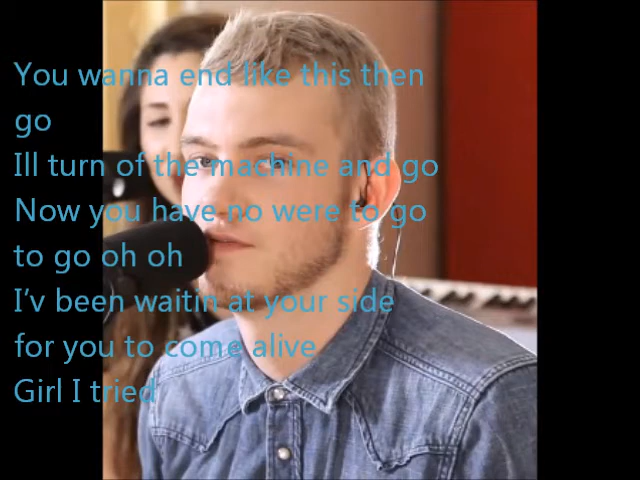 You wanna end like this then
go
Ill turn of the machine and go
Now you have no were to go
to go oh oh
I'v been waitin at your side
for you to come alive
Girl I tried